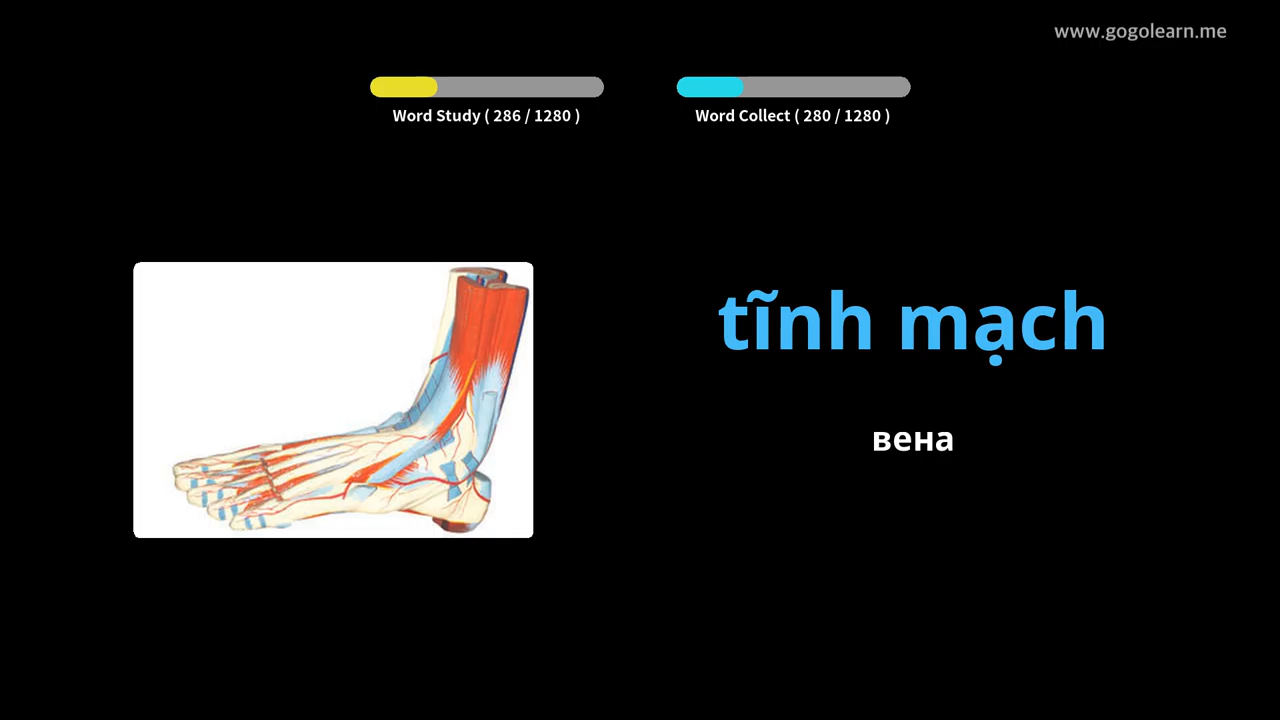 www.gogolearn.me
Word Study ( 286 / 1280 )
Word Collect ( 280 / 1280 )
tĩnh mạch
вена